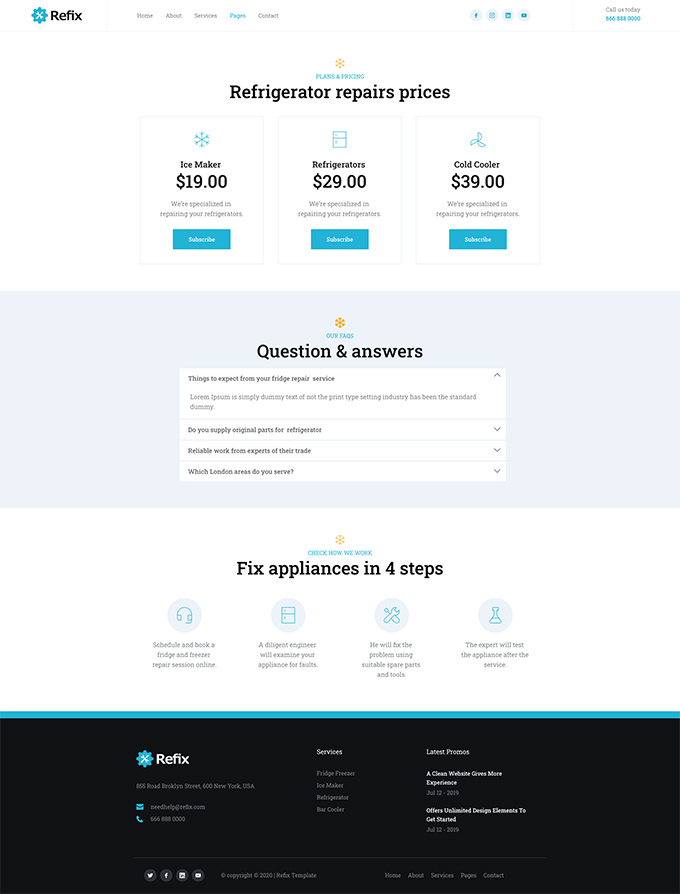 Refix
Home About Services Pages Contact
Call us today
666 888 0000
PLANS & PRICING
Refrigerator repairs prices
Ice Maker
$19.00
We're specialized in
repairing your refrigerators.
Subscribe
Refrigerators
$29.00
We're specialized in
repairing your refrigerators.
Subscribe
Cold Cooler
$39.00
We're specialized in
repairing your refrigerators.
Subscribe
OUR FAQS
Question & answers
Things to expect from your fridge repair service
Lorem Ipsum is simply dummy text of not the print type setting industry has been the standard
dummy.
Do you supply original parts for refrigerator
Reliable work from experts of their trade
Which London areas do you serve?
CHECK HOW WE WORK
Fix appliances in 4 steps
Schedule and book a
fridge and freezer
repair session online.
A diligent engineer
will examine your
appliance for faults.
He will fix the
problem using
suitable spare parts
and tools.
The expert will test
the appliance after the
service.
Refix
855 Road Broklyn Street, 600 New York, USA
needhelp@refix.com
666 888 0000
Services
Fridge Freezer
Ice Maker
Refrigerator
Bar Cooler
Latest Promos
A Clean Website Gives More
Experience
Jul 12 - 2019
Offers Unlimited Design Elements To
Get Started
Jul 12 - 2019
© copyright © 2020 | Refix Template
Home About Services Pages Contact